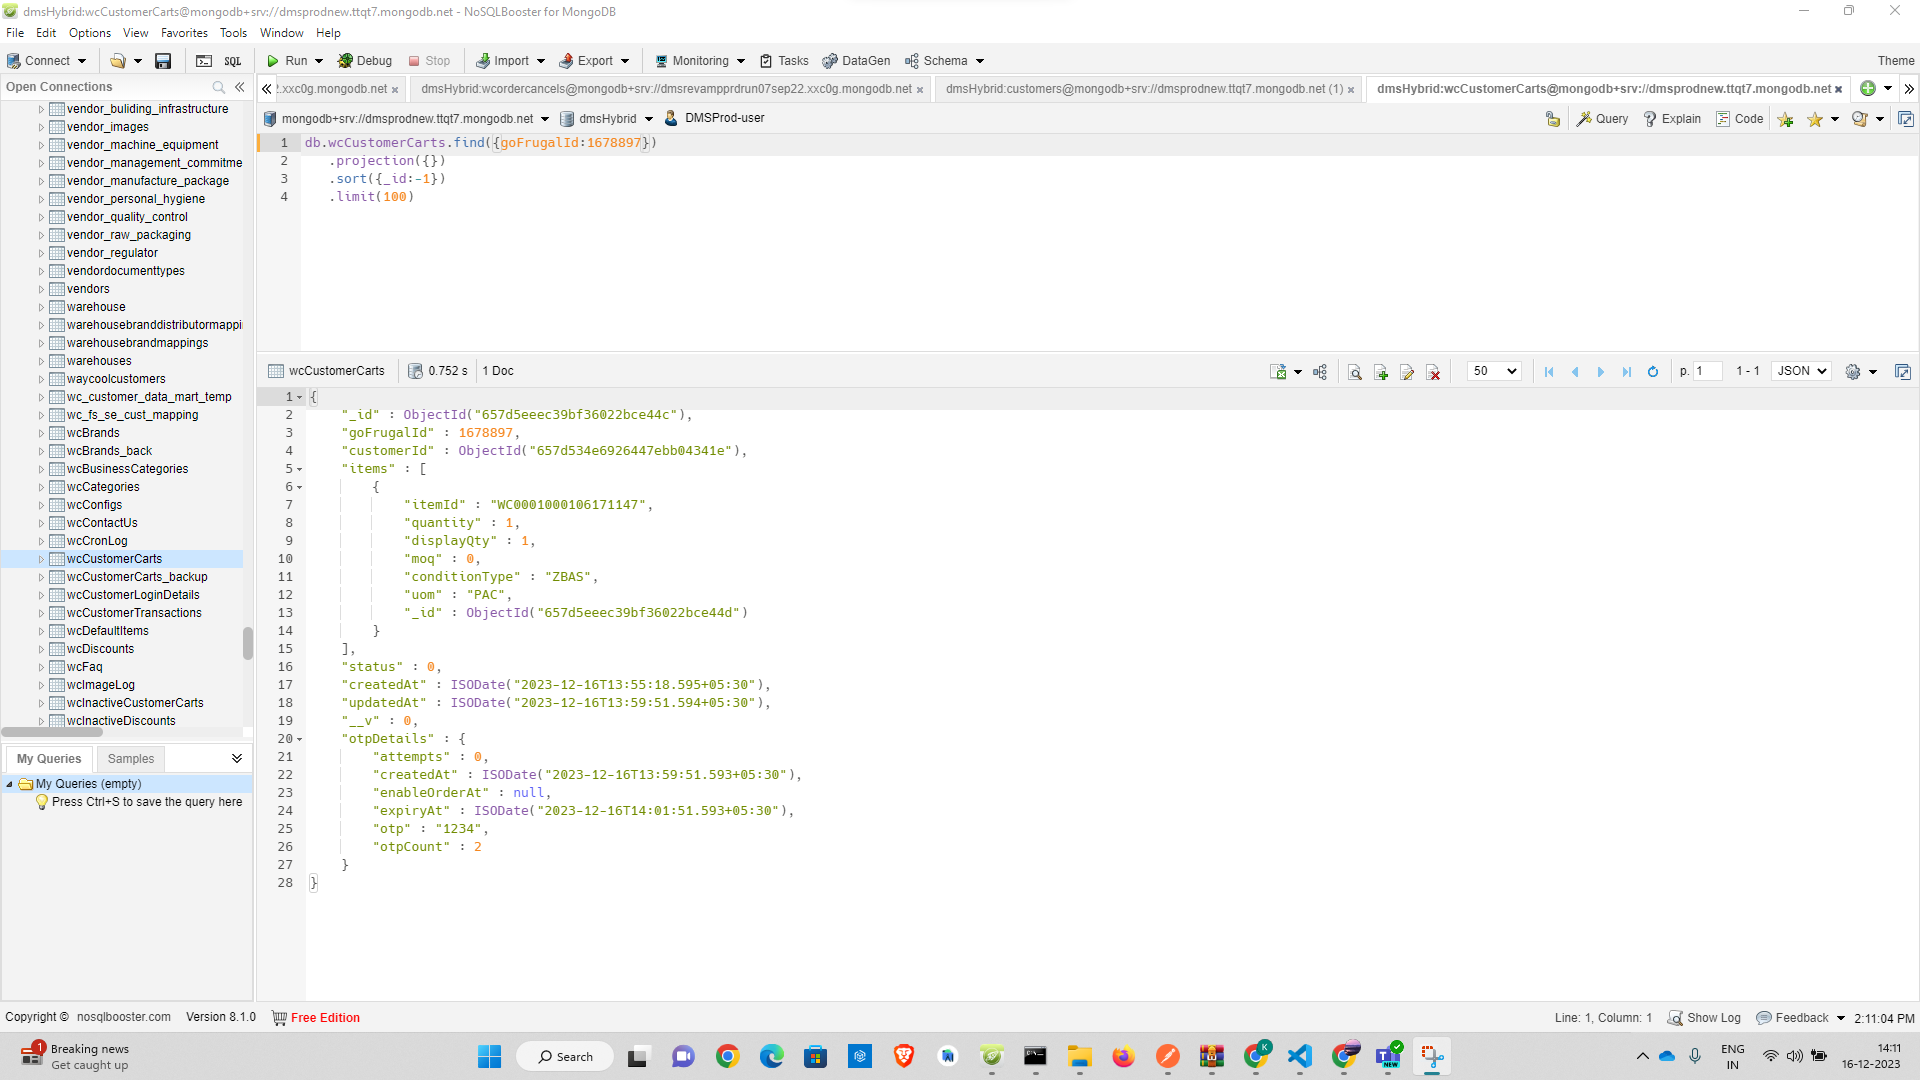 dmsHybrid:wcCustomerCarts@mongodb+srv://dmsprodnew.ttqt7.mongodb.net - NoSQLBooster for MongoDB
File Edit Options View Favorites Tools Window Help
Connect SQL Run Debug Stop Import Export Monitoring Tasks DataGen Schema Theme
Open Connections
2.xxc0g.mongodb.net dmsHybrid:wcordercancels@mongodb+srv://dmsrevampprdrun07sep22.xxc0g.mongodb.net dmsHybrid:customers@mongodb+srv://dmsprodnew.ttqt7.mongodb.net (1) dmsHybrid:wcCustomerCarts@mongodb+srv://dmsprodnew.ttqt7.mongodb.net
mongodb+srv://dmsprodnew.ttqt7.mongodb.net dmsHybrid DMSProd-user Query Explain Code
vendor_buliding_infrastructure
vendor_images
vendor_machine_equipment
vendor_management_commitme
vendor_manufacture_package
vendor_personal_hygiene
vendor_quality_control
vendor_raw_packaging
vendor_regulator
vendordocumenttypes
vendors
warehouse
warehousebranddistributormappi
warehousebrandmappings
warehouses
waycoolcustomers
wc_customer_data_mart_temp
wc_fs_se_cust_mapping
wcBrands
wcBrands_back
wcBusinessCategories
wcCategories
wcConfigs
wcContactUs
wcCronLog
wcCustomerCarts
wcCustomerCarts_backup
wcCustomerLoginDetails
wcCustomerTransactions
wcDefaultItems
wcDiscounts
wcFaq
wcImageLog
wcInactiveCustomerCarts
wcInactiveDiscounts
My Queries Samples
My Queries (empty)
Press Ctrl+S to save the query here
1 db.wcCustomerCarts.find({goFrugalId:1678897})
2 .projection({})
3 .sort({_id:-1})
4 .limit(100)
wcCustomerCarts 0.752 s 1 Doc 50 p. 1 1 - 1 JSON
1 {
2 "_id" : ObjectId("657d5eeec39bf36022bce44c"),
3 "goFrugalId" : 1678897,
4 "customerId" : ObjectId("657d534e6926447ebb04341e"),
5 "items" : [
6 {
7 "itemId" : "WC0001000106171147",
8 "quantity" : 1,
9 "displayQty" : 1,
10 "moq" : 0,
11 "conditionType" : "ZBAS",
12 "uom" : "PAC",
13 "_id" : ObjectId("657d5eeec39bf36022bce44d")
14 }
15 ],
16 "status" : 0,
17 "createdAt" : ISODate("2023-12-16T13:55:18.595+05:30"),
18 "updatedAt" : ISODate("2023-12-16T13:59:51.594+05:30"),
19 "__v" : 0,
20 "otpDetails" : {
21 "attempts" : 0,
22 "createdAt" : ISODate("2023-12-16T13:59:51.593+05:30"),
23 "enableOrderAt" : null,
24 "expiryAt" : ISODate("2023-12-16T14:01:51.593+05:30"),
25 "otp" : "1234",
26 "otpCount" : 2
27 }
28 }
Copyright © nosqlbooster.com Version 8.1.0 Free Edition Line: 1, Column: 1 Show Log Feedback 2:11:04 PM
1 Breaking news
Get caught up
Search
K
NEW
ENG
IN
14:11
16-12-2023